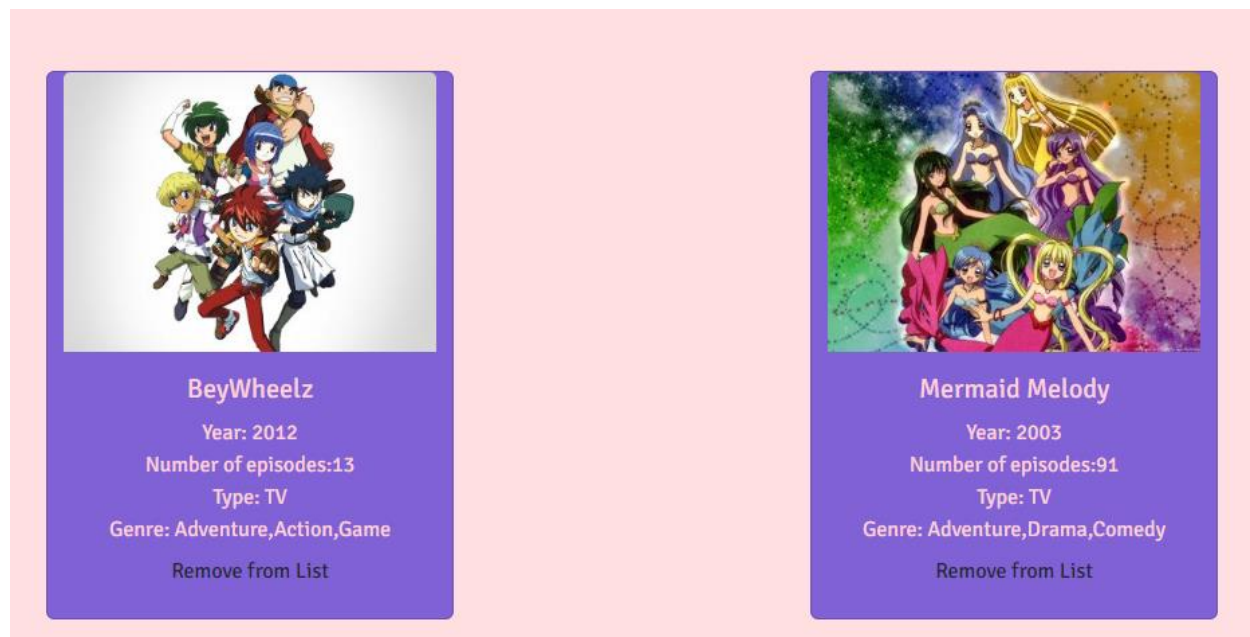 BeyWheelz
Year: 2012
Number of episodes:13
Type: TV
Genre: Adventure,Action,Game
Remove from List
Mermaid Melody
Year: 2003
Number of episodes:91
Type: TV
Genre: Adventure,Drama,Comedy
Remove from List